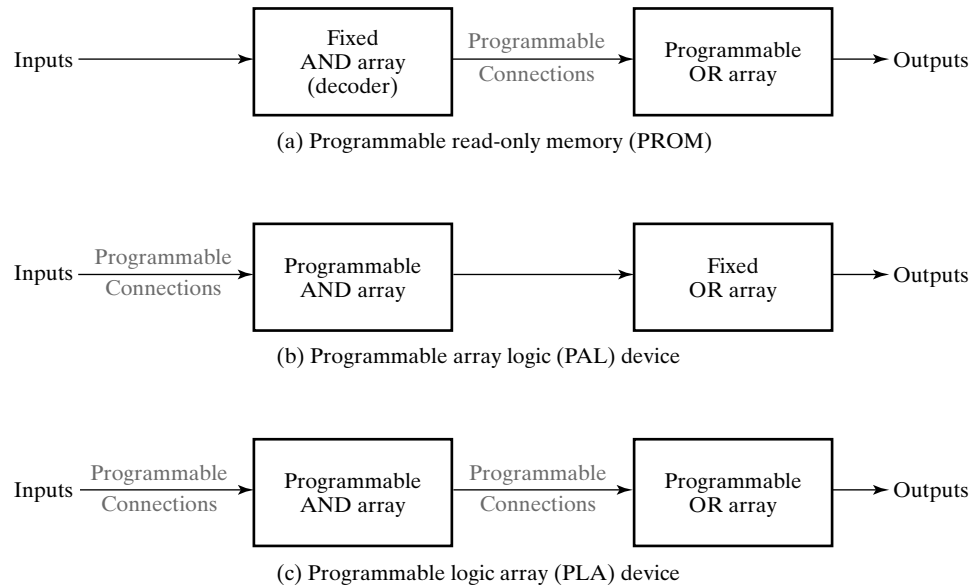 Inputs
Fixed
AND array
(decoder)
Programmable
Connections
Programmable
OR array
Outputs
(a) Programmable read-only memory (PROM)
Inputs
Programmable
Connections
Programmable
AND array
Fixed
OR array
Outputs
(b) Programmable array logic (PAL) device
Inputs
Programmable
Connections
Programmable
AND array
Programmable
Connections
Programmable
OR array
Outputs
(c) Programmable logic array (PLA) device